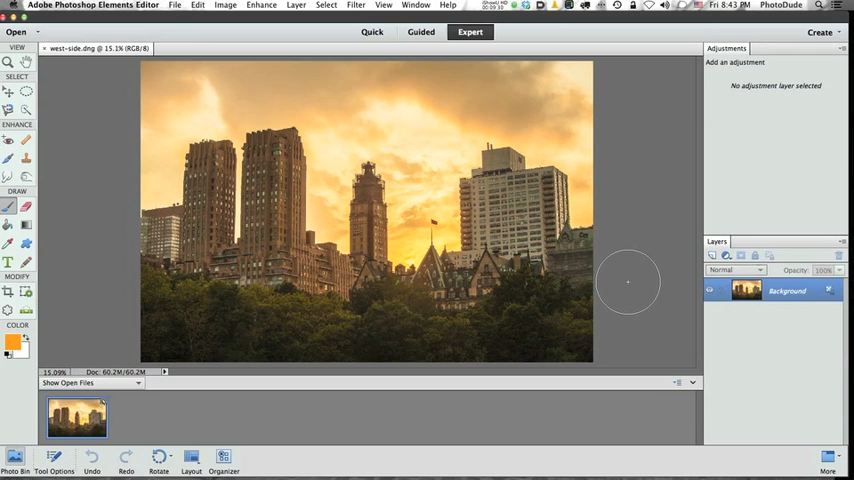 Adobe Photoshop Elements Editor File Edit Image Enhance Layer Select Filter View Window Help Fri 8:43 PM PhotoDude
Open Quick Guided Expert Create
VIEW
SELECT
ENHANCE
DRAW
T
MODIFY
COLOR
× west-side.dng @ 15.1% (RGB/8)
15.09% Doc: 60.2M/60.2M
Show Open Files
Adjustments
Add an adjustment
No adjustment layer selected
Layers
Normal Opacity: 100%
Background
Photo Bin Tool Options Undo Redo Rotate Layout Organizer More